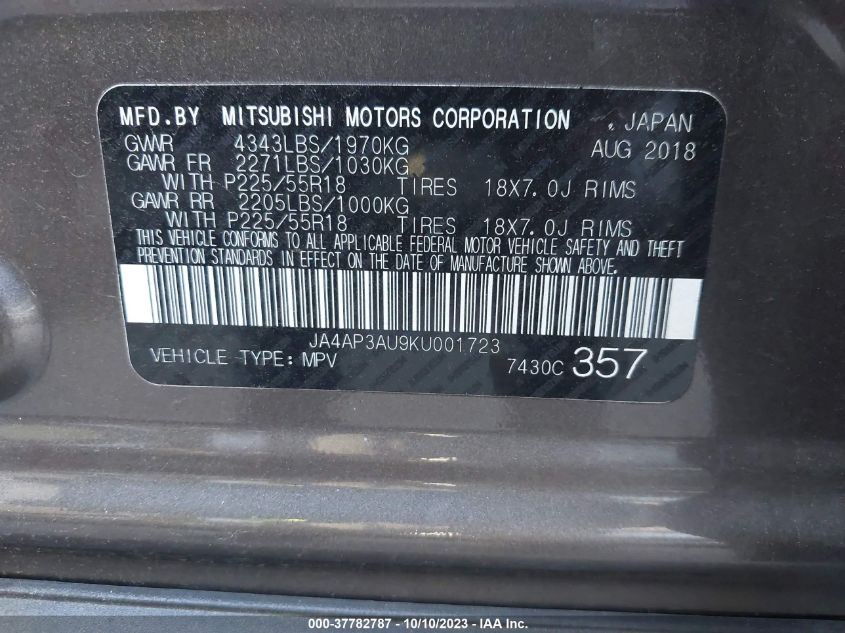 MFD.BY MITSUBISHI MOTORS CORPORATION JAPAN
GVWR 4343LBS/1970KG AUG 2018
GAWR FR 2271LBS/1030KG
WITH P225/55R18 TIRES 18X7.0J RIMS
GAWR RR 2205LBS/1000KG
WITH P225/55R18 TIRES 18X7.0J RIMS
THIS VEHICLE CONFORMS TO ALL APPLICABLE FEDERAL MOTOR VEHICLE SAFETY AND THEFT
PREVENTION STANDARDS IN EFFECT ON THE DATE OF MANUFACTURE SHOWN ABOVE.
JA4AP3AU9KU001723
VEHICLE TYPE: MPV 7430C 357
000-37782787 - 10/10/2023 - IAA Inc.